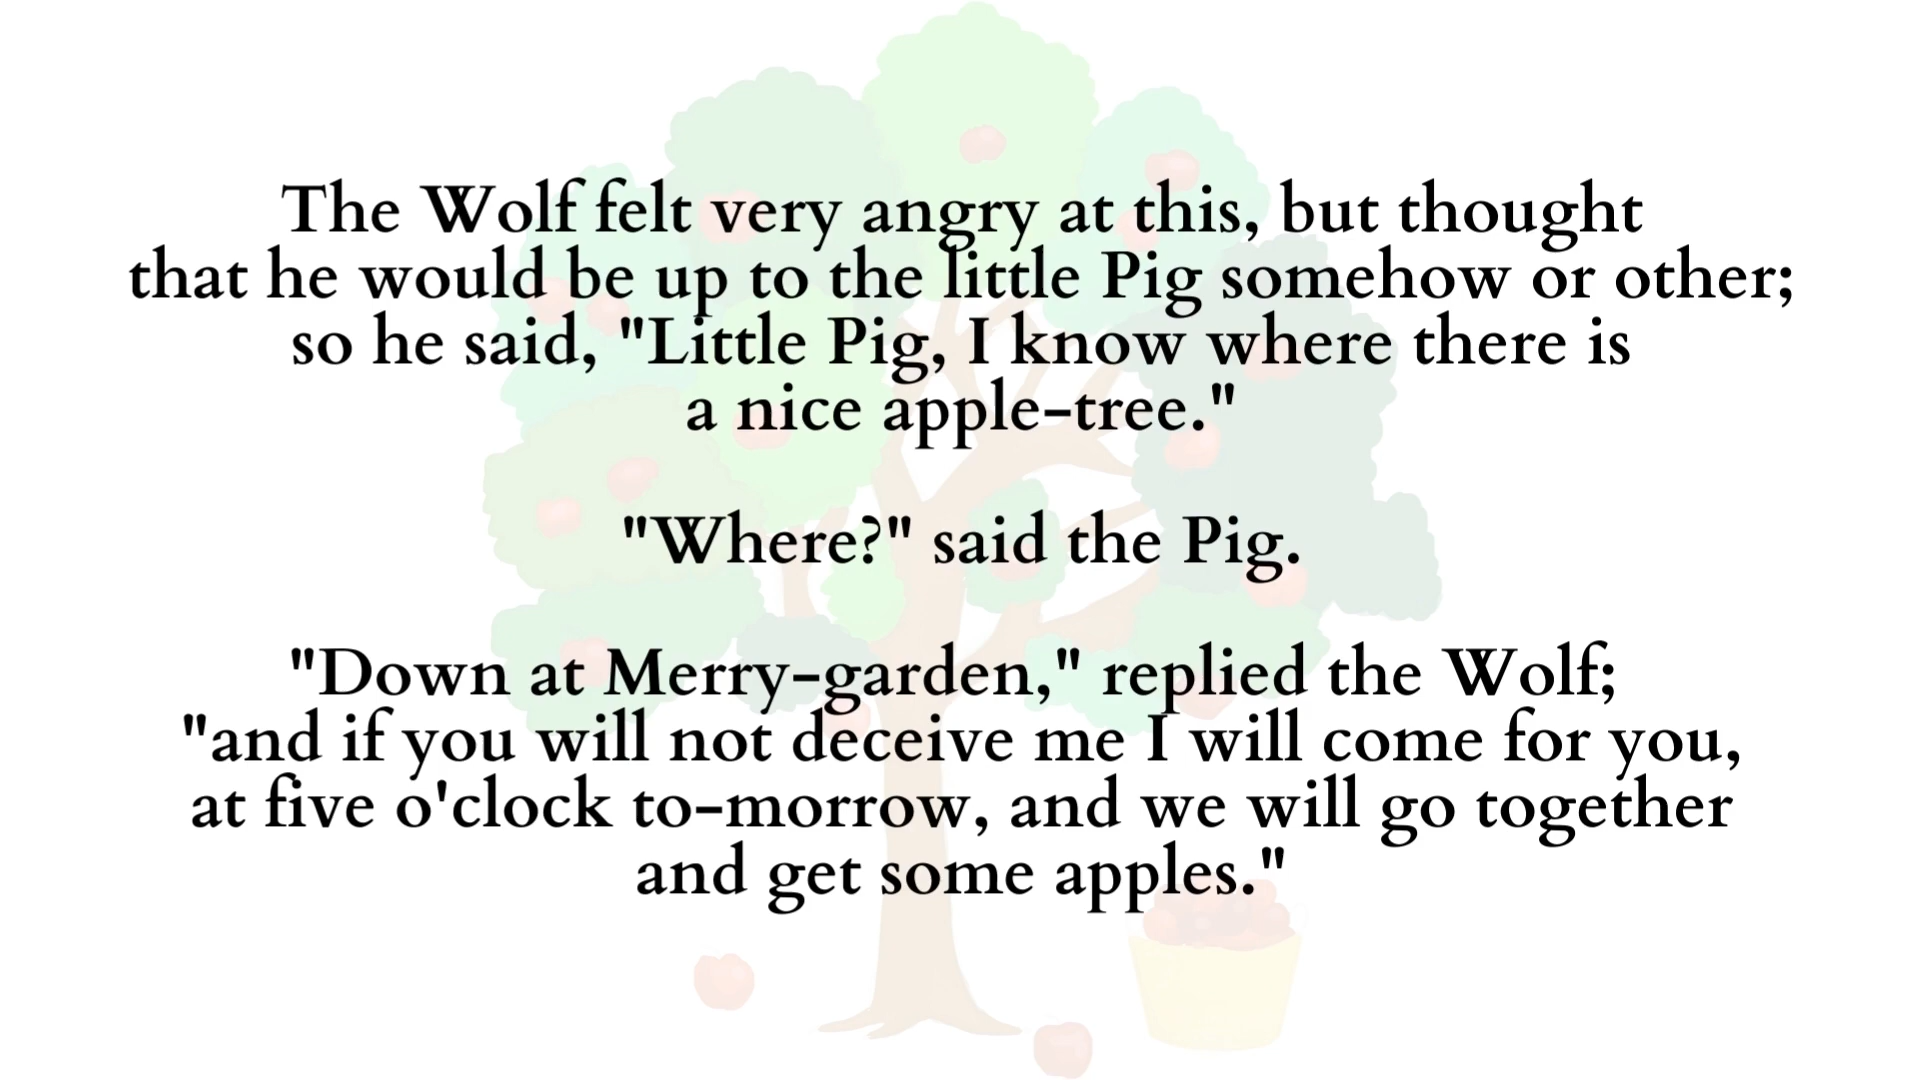 The Wolf felt very angry at this, but thought
that he would be up to the little Pig somehow or other;
so he said, "Little Pig, I know where there is
a nice apple-tree."
"Where?" said the Pig.
"Down at Merry-garden," replied the Wolf;
"and if you will not deceive me I will come for you,
at five o'clock to-morrow, and we will go together
and get some apples."